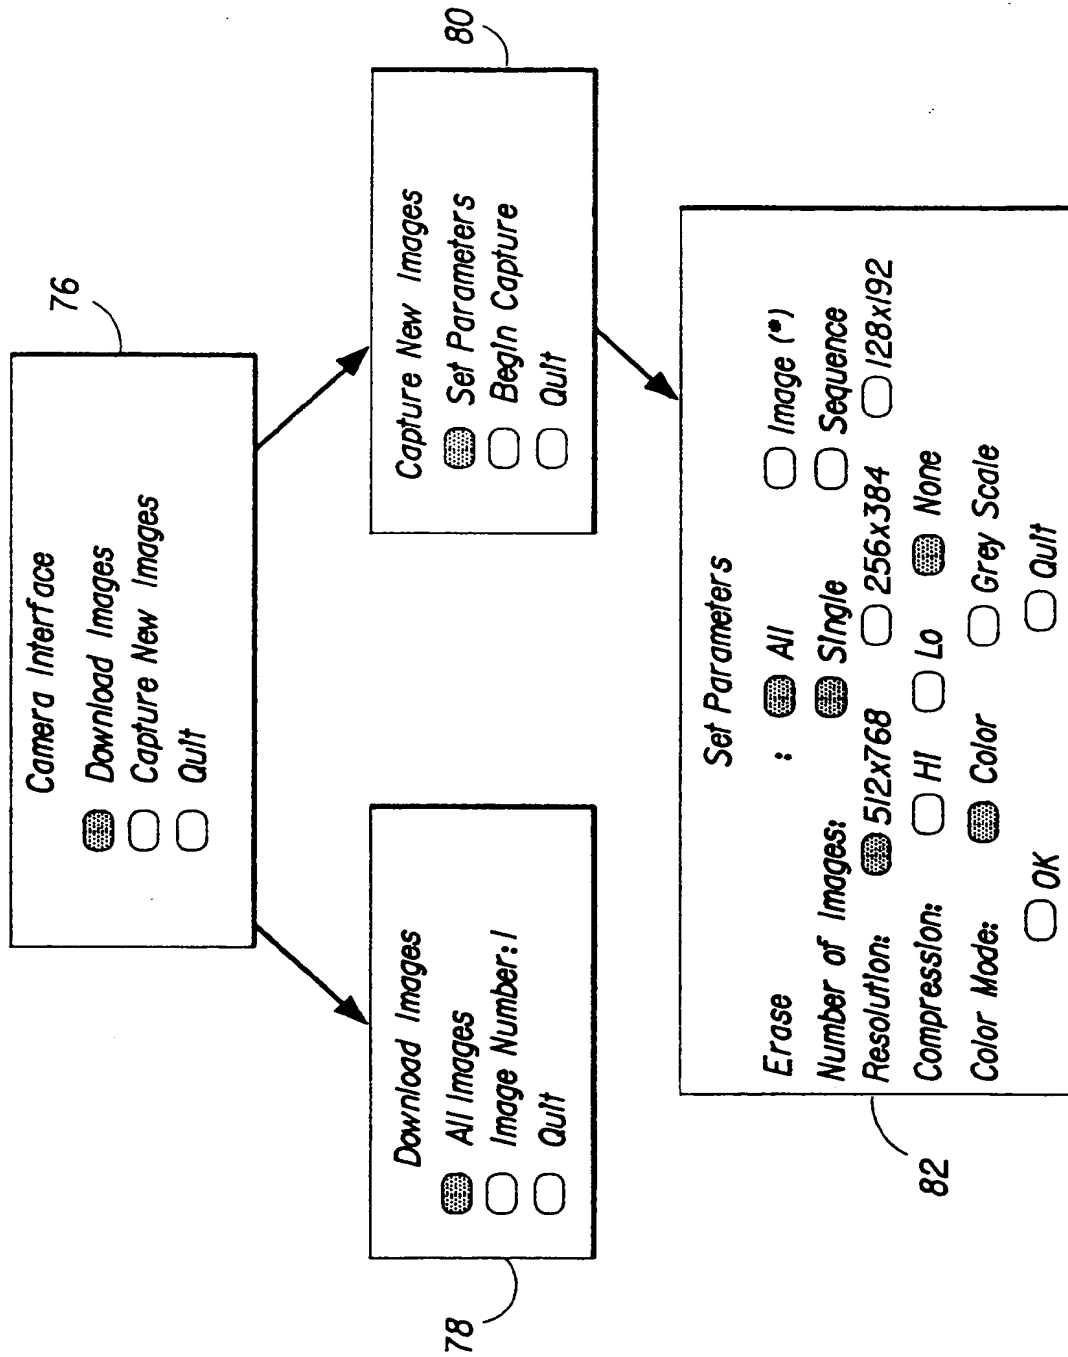 Camera Interface
Download Images
Capture New Images
Quit
76
Download Images
All Images
Image Number:1
Quit
78
Capture New Images
Set Parameters
Begin Capture
Quit
80
Set Parameters
Erase : All Image (*)
Number of Images: Single Sequence
Resolution: 512x768 256x384 128x192
Compression: Hi Lo None
Color Mode: Color Grey Scale
OK Quit
82